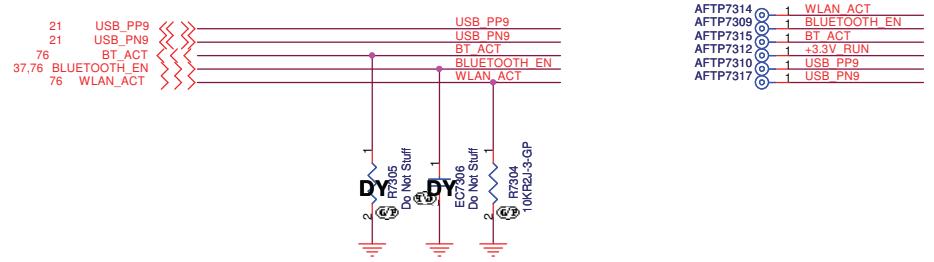 21 USB_PP9 USB_PP9
21 USB_PN9 USB_PN9
76 BT_ACT BT_ACT
37,76 BLUETOOTH_EN BLUETOOTH_EN
76 WLAN_ACT WLAN_ACT
AFTP7314 1 WLAN_ACT
AFTP7309 1 BLUETOOTH_EN
AFTP7315 1 BT_ACT
AFTP7312 1 +3.3V_RUN
AFTP7310 1 USB_PP9
AFTP7317 1 USB_PN9
1
2
DY
R7305
Do Not Stuff
1
DY
EC7306
Do Not Stuff
1
2
R7304
10KR2J-3-GP